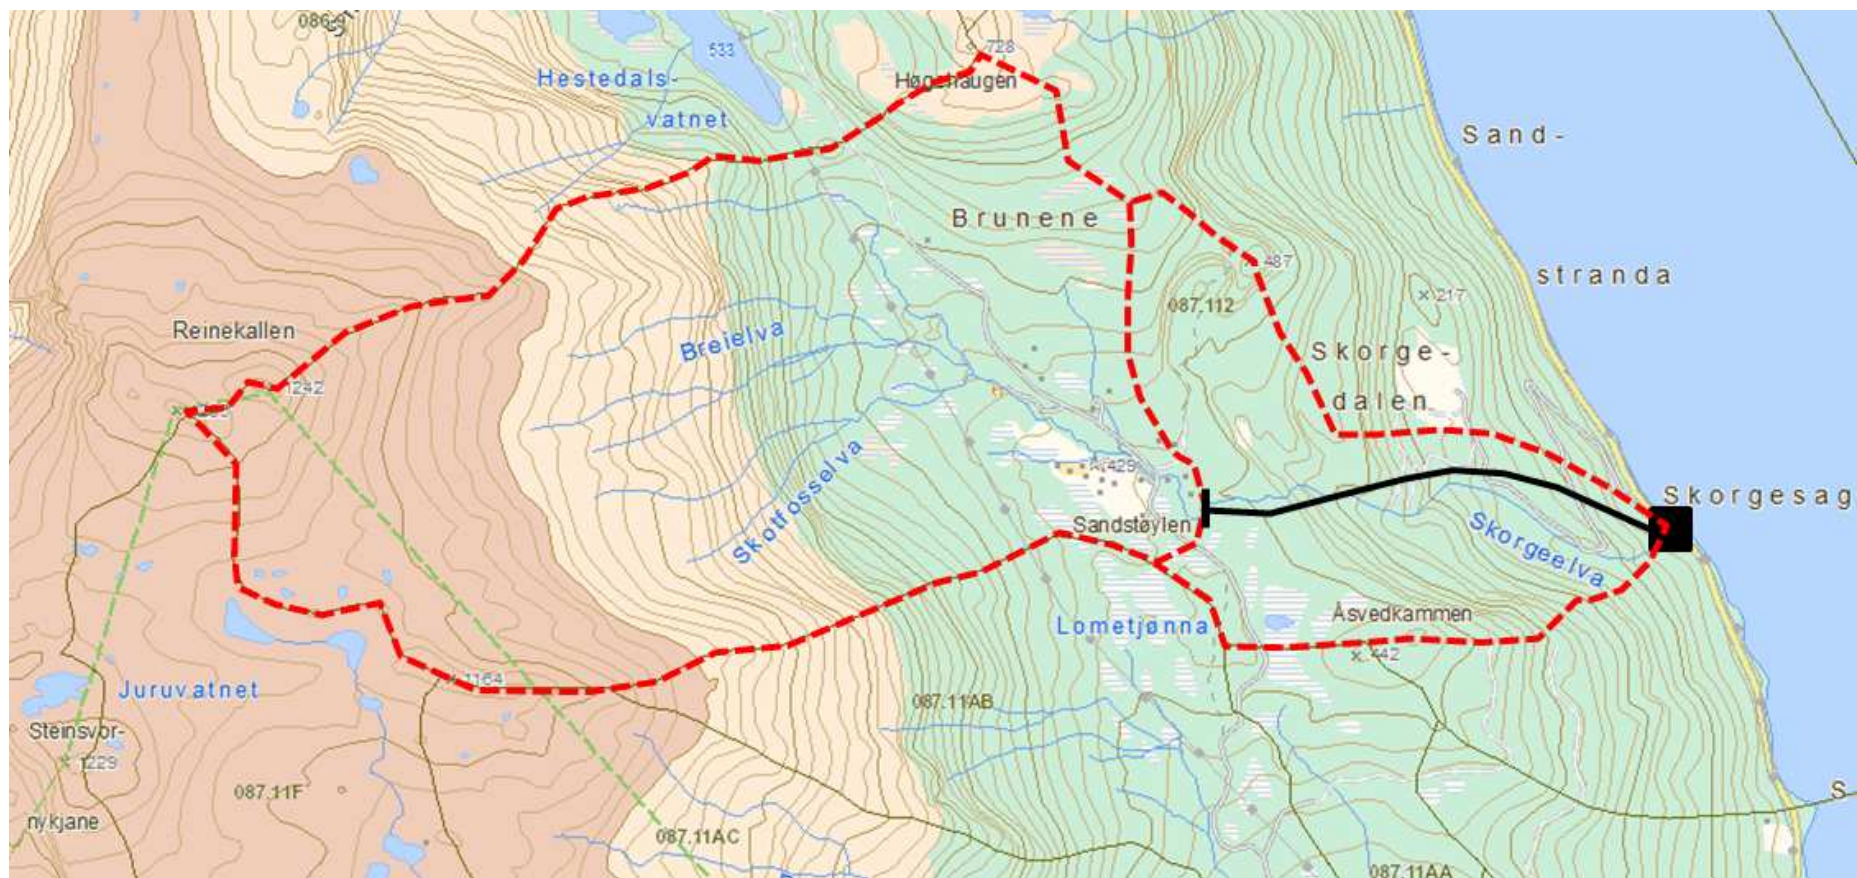 086.9
728
533
Høgehaugen
Hestedals-
vatnet
Sand-
stranda
Brunene
487
087.112
217
Reinekallen
1242
Breielva
Skorge-
dalen
Skotfosselva
429
Sandstøylen
Skorgesag
Skorgeelva
Åsvedkammen
Lometjønna
442
1164
Juruvatnet
087.11AB
Steinsvor-
1229
nykjane
087.11F
087.11AC
S
087.11AA